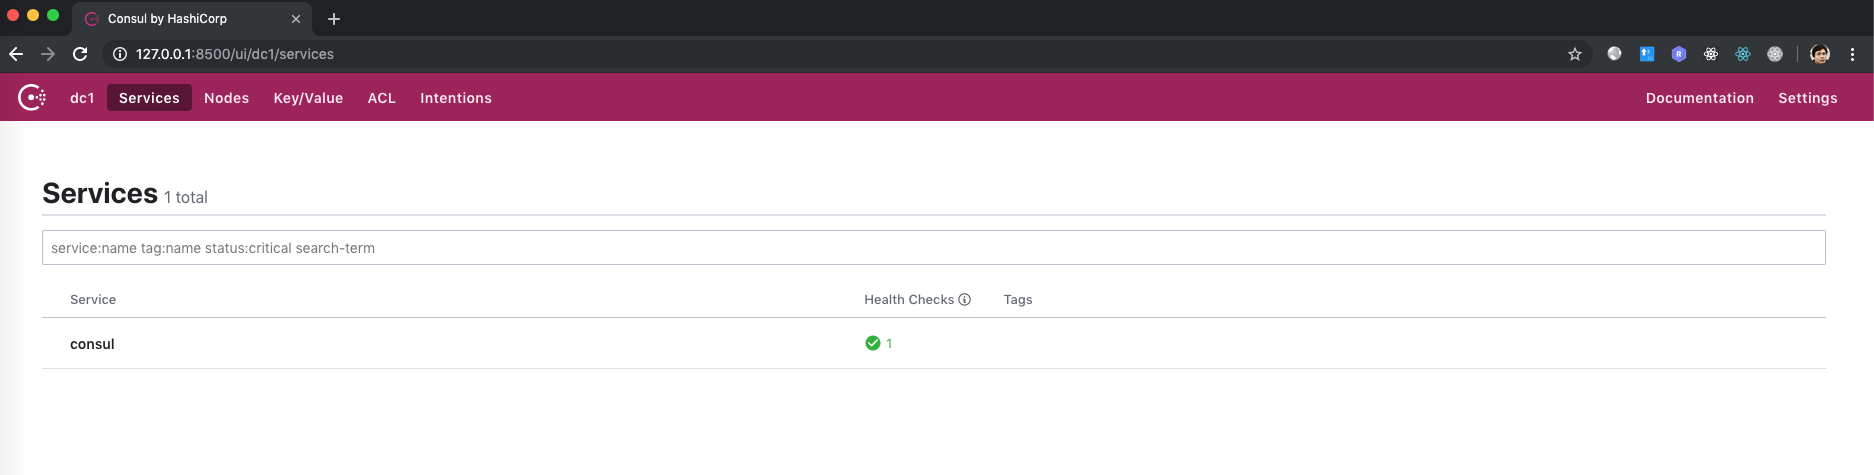 Consul by HashiCorp
127.0.0.1:8500/ui/dc1/services
dc1 Services Nodes Key/Value ACL Intentions Documentation Settings
Services 1 total
service:name tag:name status:critical search-term
Service Health Checks Tags
consul 1